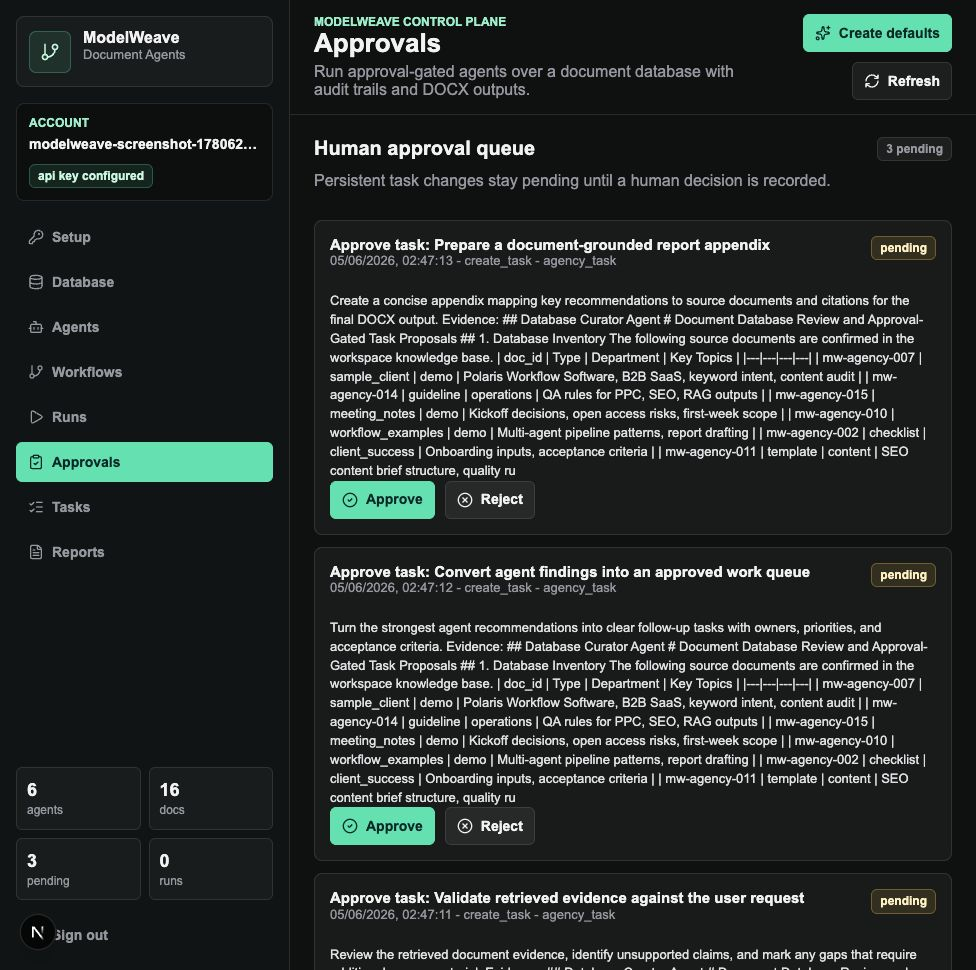 ModelWeave
Document Agents
ACCOUNT
modelweave-screenshot-178062...
api key configured
Setup
Database
Agents
Workflows
Runs
Approvals
Tasks
Reports
6
agents
16
docs
3
pending
0
runs
N
Sign out
MODELWEAVE CONTROL PLANE
Approvals
Run approval-gated agents over a document database with
audit trails and DOCX outputs.
Create defaults
Refresh
Human approval queue
3 pending
Persistent task changes stay pending until a human decision is recorded.
Approve task: Prepare a document-grounded report appendix
pending
05/06/2026, 02:47:13 - create_task - agency_task
Create a concise appendix mapping key recommendations to source documents and citations for the
final DOCX output. Evidence: ## Database Curator Agent # Document Database Review and Approval-
Gated Task Proposals ## 1. Database Inventory The following source documents are confirmed in the
workspace knowledge base. | doc_id | Type | Department | Key Topics | |---|---|---|---| | mw-agency-007 |
sample_client | demo | Polaris Workflow Software, B2B SaaS, keyword intent, content audit | | mw-
agency-014 | guideline | operations | QA rules for PPC, SEO, RAG outputs | | mw-agency-015 |
meeting_notes | demo | Kickoff decisions, open access risks, first-week scope | | mw-agency-010 |
workflow_examples | demo | Multi-agent pipeline patterns, report drafting | | mw-agency-002 | checklist |
client_success | Onboarding inputs, acceptance criteria | | mw-agency-011 | template | content | SEO
content brief structure, quality ru
Approve
Reject
Approve task: Convert agent findings into an approved work queue
pending
05/06/2026, 02:47:12 - create_task - agency_task
Turn the strongest agent recommendations into clear follow-up tasks with owners, priorities, and
acceptance criteria. Evidence: ## Database Curator Agent # Document Database Review and Approval-
Gated Task Proposals ## 1. Database Inventory The following source documents are confirmed in the
workspace knowledge base. | doc_id | Type | Department | Key Topics | |---|---|---|---| | mw-agency-007 |
sample_client | demo | Polaris Workflow Software, B2B SaaS, keyword intent, content audit | | mw-
agency-014 | guideline | operations | QA rules for PPC, SEO, RAG outputs | | mw-agency-015 |
meeting_notes | demo | Kickoff decisions, open access risks, first-week scope | | mw-agency-010 |
workflow_examples | demo | Multi-agent pipeline patterns, report drafting | | mw-agency-002 | checklist |
client_success | Onboarding inputs, acceptance criteria | | mw-agency-011 | template | content | SEO
content brief structure, quality ru
Approve
Reject
Approve task: Validate retrieved evidence against the user request
pending
05/06/2026, 02:47:11 - create_task - agency_task
Review the retrieved document evidence, identify unsupported claims, and mark any gaps that require